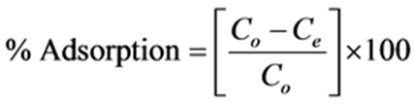 % Adsorption = [ (C_o − C_e) / C_o ] × 100